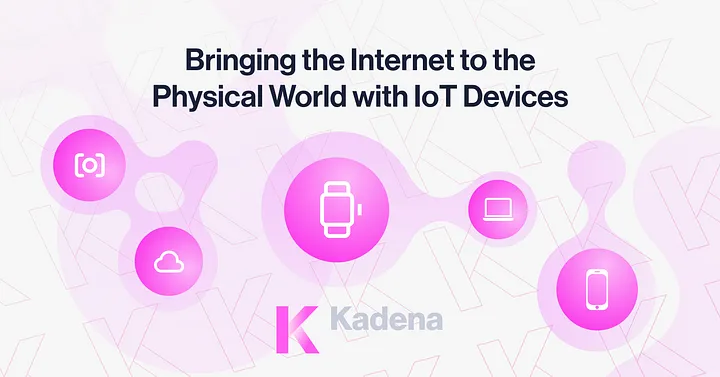 Bringing the Internet to the
Physical World with IoT Devices
Kadena